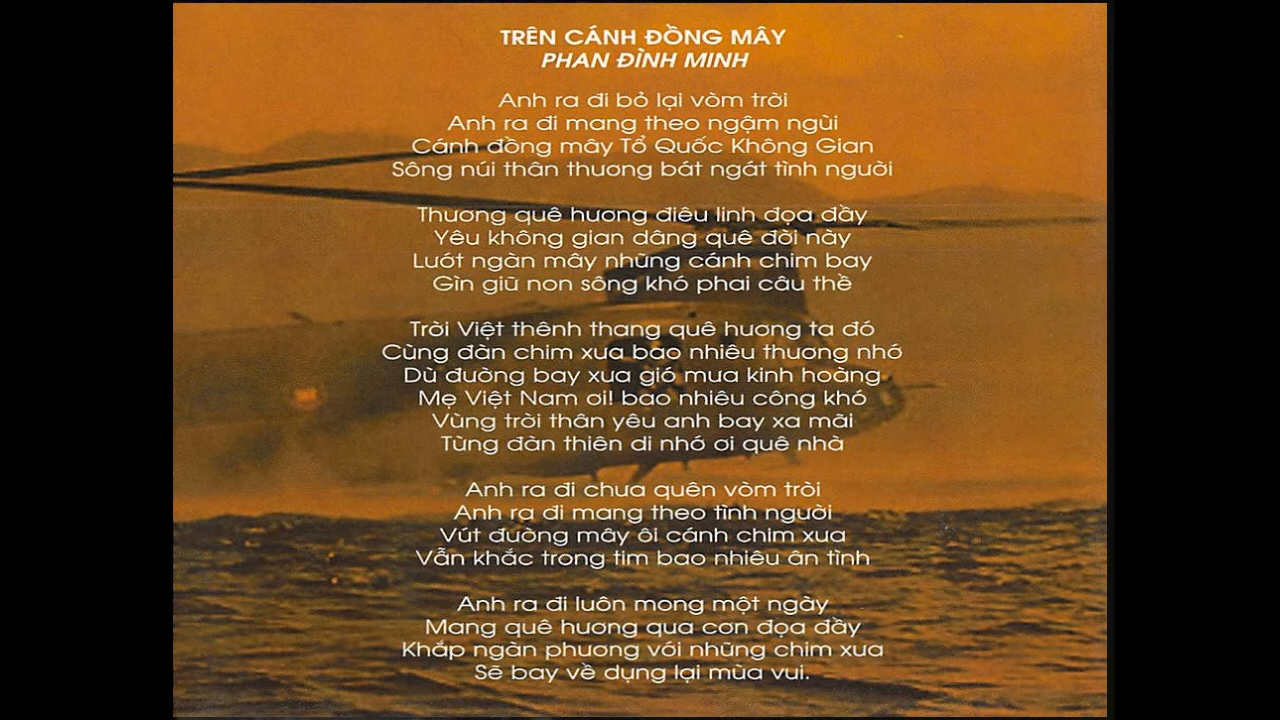 TRÊN CÁNH ĐỒNG MÂY
PHAN ĐÌNH MINH
Anh ra đi bỏ lại vòm trời
Anh ra đi mang theo ngậm ngùi
Cánh đồng mây Tổ Quốc Không Gian
Sông núi thân thương bát ngát tình người
Thương quê hương điêu linh đọa đầy
Yêu không gian dâng quê đời này
Lướt ngàn mây những cánh chim bay
Gìn giữ non sông khó phai câu thề
Trời Việt thênh thang quê hương ta đó
Cùng đàn chim xưa bao nhiêu thương nhớ
Dù đường bay xưa gió mưa kinh hoàng
Mẹ Việt Nam ơi! bao nhiêu công khó
Vùng trời thân yêu anh bay xa mãi
Từng đàn thiên di nhớ ơi quê nhà
Anh ra đi chưa quên vòm trời
Anh ra đi mang theo tình người
Vút đường mây ôi cánh chim xưa
Vẫn khắc trong tim bao nhiêu ân tình
Anh ra đi luôn mong một ngày
Mang quê hương qua cơn đọa đầy
Khắp ngàn phương với những chim xưa
Sẽ bay về dựng lại mùa vui.